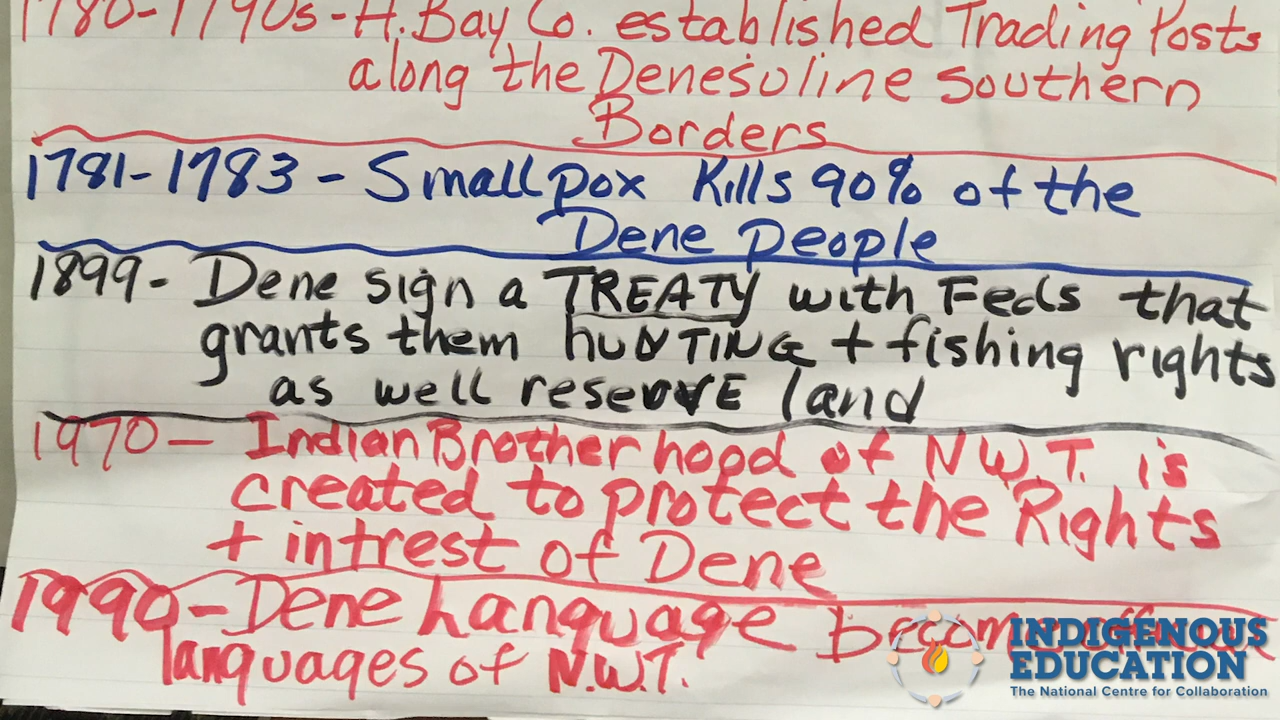 1780-1790s-H.Bay Co. established Trading Posts
along the Denesuline Southern
Borders
1781-1783 - Small pox Kills 90% of the
Dene people
1899- Dene sign a TREATY with Feds that
grants them huNTING + fishing rights
as well reserve land
1970- Indian Brotherhood of N.W.T. is
created to protect the Rights
+ intrest of Dene
1990-Dene Language become
languages of N.W.T.
INDIGENOUS
EDUCATION
The National Centre for Collaboration